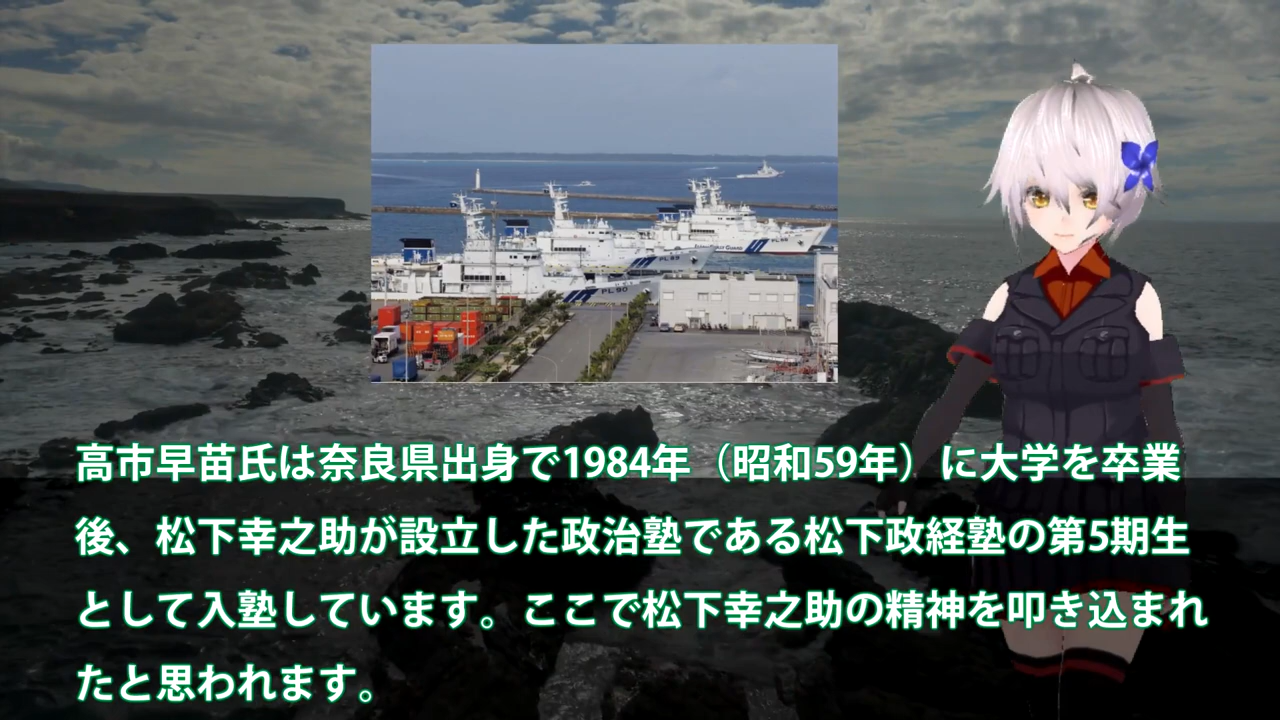 JAPAN COAST GUARD
PL90
高市早苗氏は奈良県出身で1984年（昭和59年）に大学を卒業
後、松下幸之助が設立した政治塾である松下政経塾の第5期生
として入塾しています。ここで松下幸之助の精神を叩き込まれ
たと思われます。